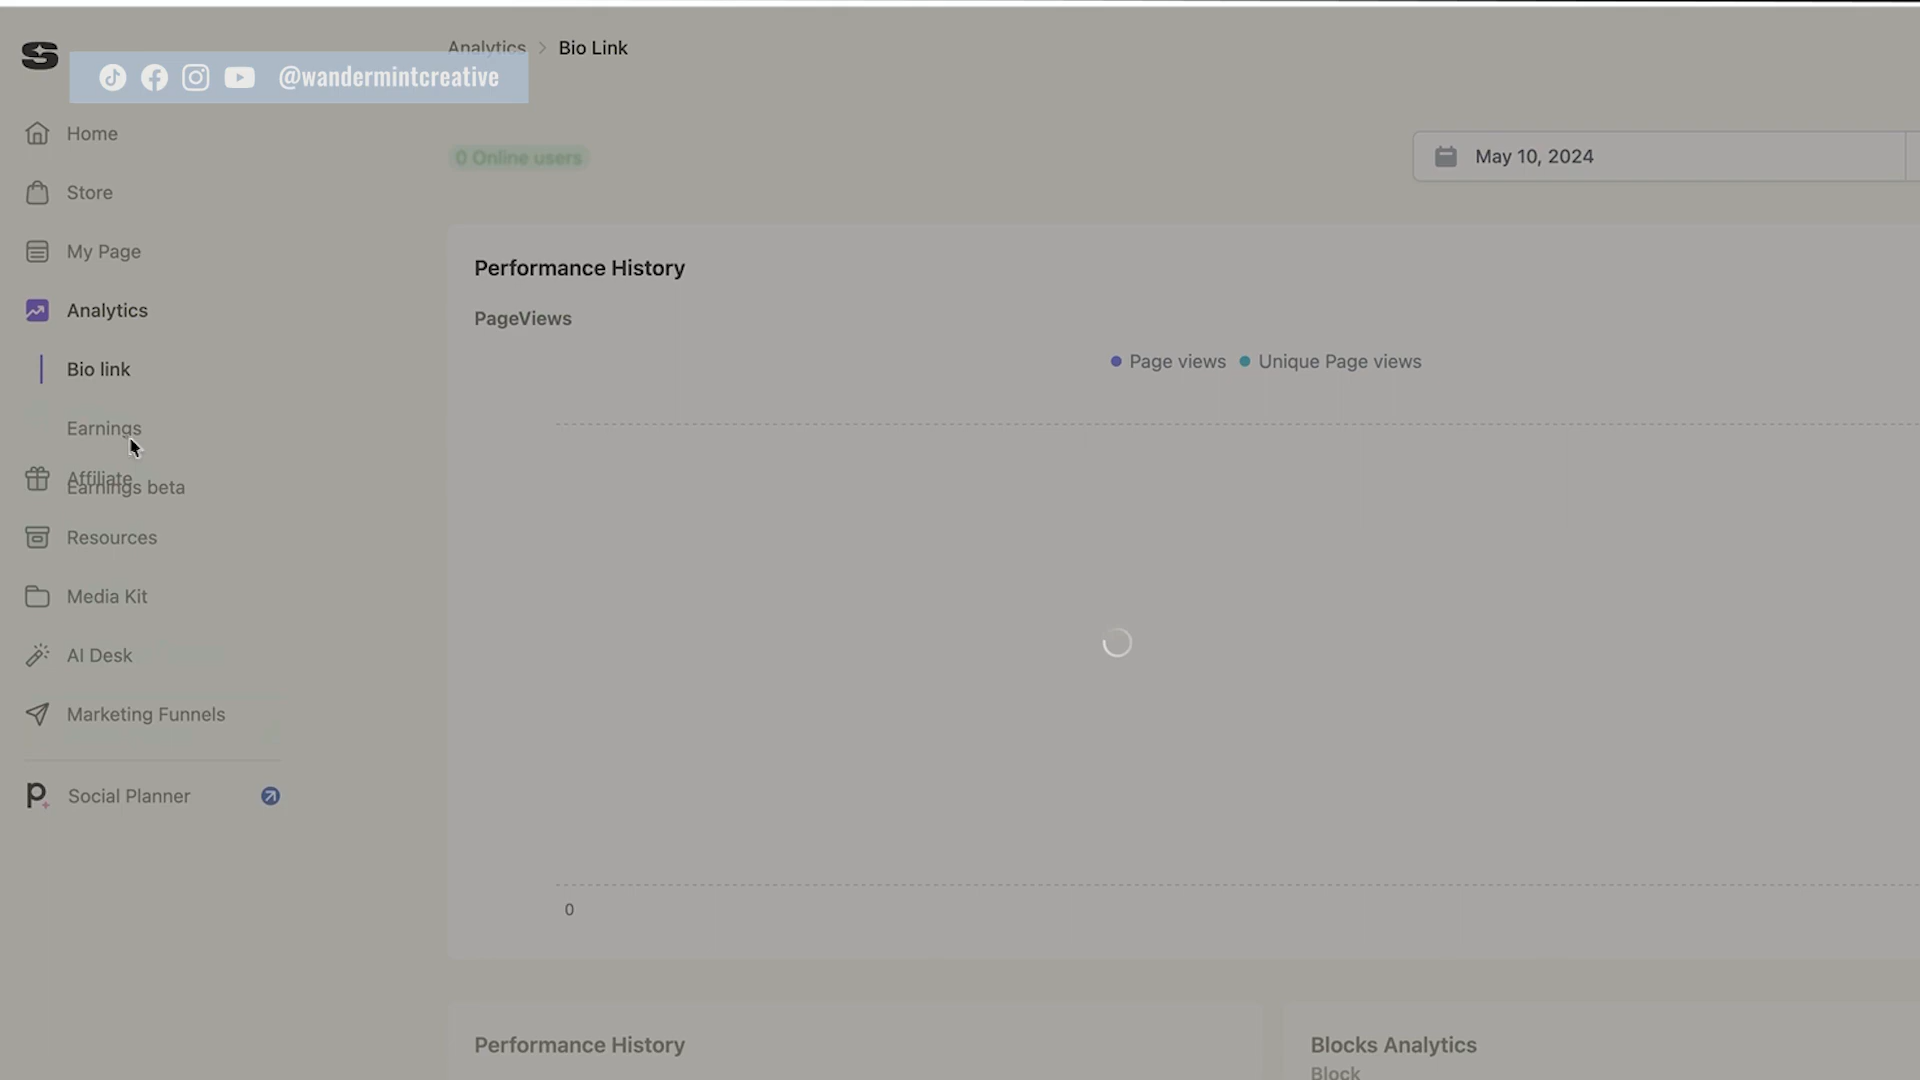 Analytics > Bio Link
@wandermintcreative
Home
Store
My Page
Analytics
Bio link
Earnings
Affiliate
Earnings beta
Resources
Media Kit
AI Desk
Marketing Funnels
Social Planner
0 Online users
May 10, 2024
Performance History
PageViews
Page views
Unique Page views
0
Performance History
Blocks Analytics
Block